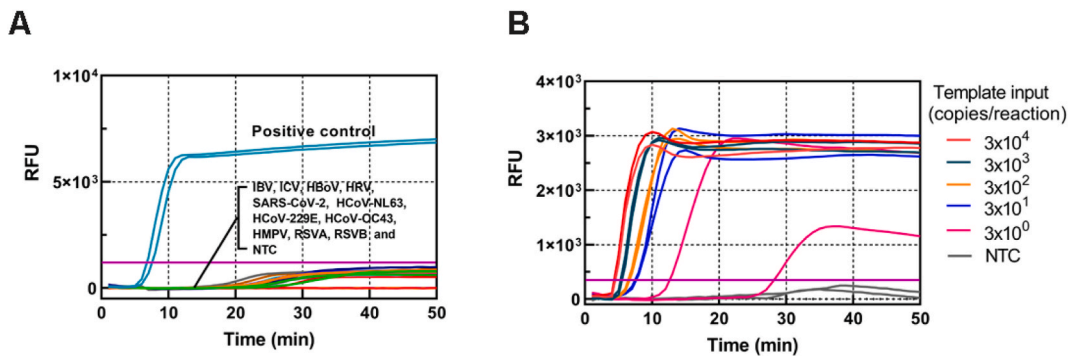 A
B
1×10⁴
5×10³
0
RFU
Positive control
IBV, ICV, HBoV, HRV,
SARS-CoV-2, HCoV-NL63,
HCoV-229E, HCoV-OC43,
HMPV, RSVA, RSVB and
NTC
0 10 20 30 40 50
Time (min)
4×10³
3×10³
2×10³
1×10³
0
RFU
0 10 20 30 40 50
Time (min)
Template input
(copies/reaction)
3x10⁴
3x10³
3x10²
3x10¹
3x10⁰
NTC